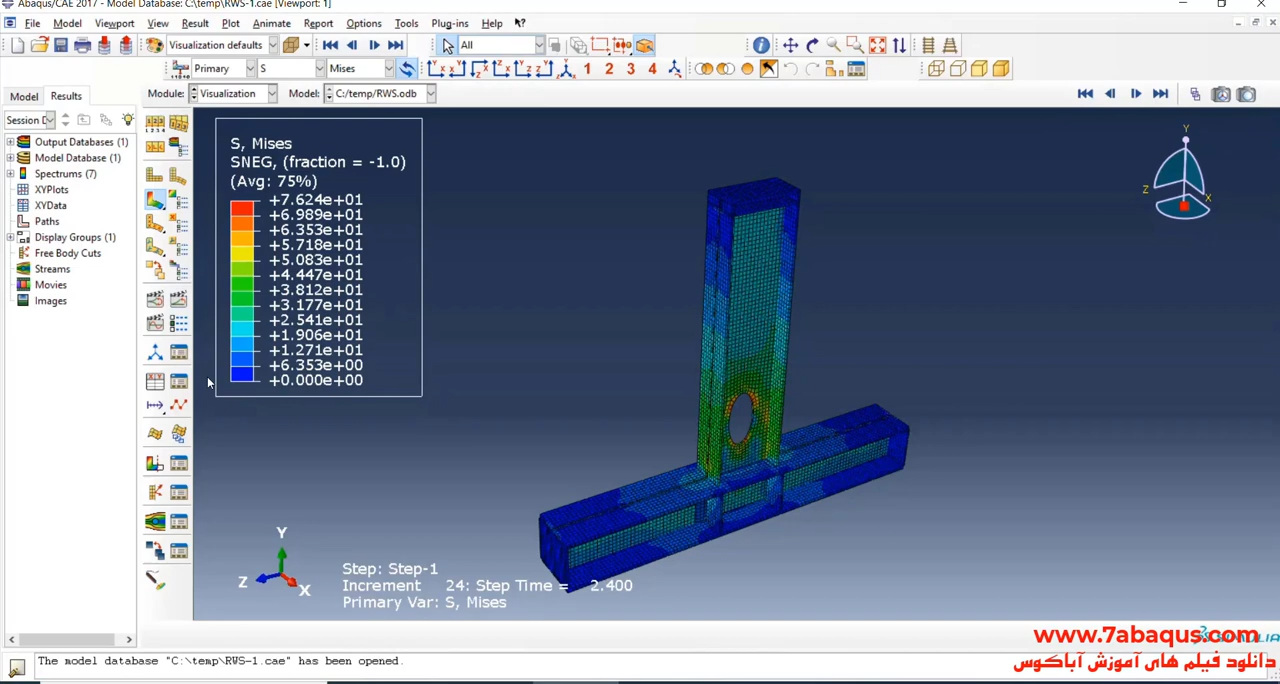 Abaqus/CAE 2017 - Model Database: C:\temp\RWS-1.cae [Viewport: 1]
File Model Viewport View Result Plot Animate Report Options Tools Plug-ins Help
Visualization defaults All
Primary S Mises 1 2 3 4
Model Results Module: Visualization Model: C:/temp/RWS.odb
Session D
Output Databases (1)
Model Database (1)
Spectrums (7)
XYPlots
XYData
Paths
Display Groups (1)
Free Body Cuts
Streams
Movies
Images
S, Mises
SNEG, (fraction = -1.0)
(Avg: 75%)
+7.624e+01
+6.989e+01
+6.353e+01
+5.718e+01
+5.083e+01
+4.447e+01
+3.812e+01
+3.177e+01
+2.541e+01
+1.906e+01
+1.271e+01
+6.353e+00
+0.000e+00
Y
Z X
Y
Z X
Step: Step-1
Increment 24: Step Time = 2.400
Primary Var: S, Mises
www.7abaqus.com
دانلود فیلم های آموزش آباکوس
The model database "C:\temp\RWS-1.cae" has been opened.